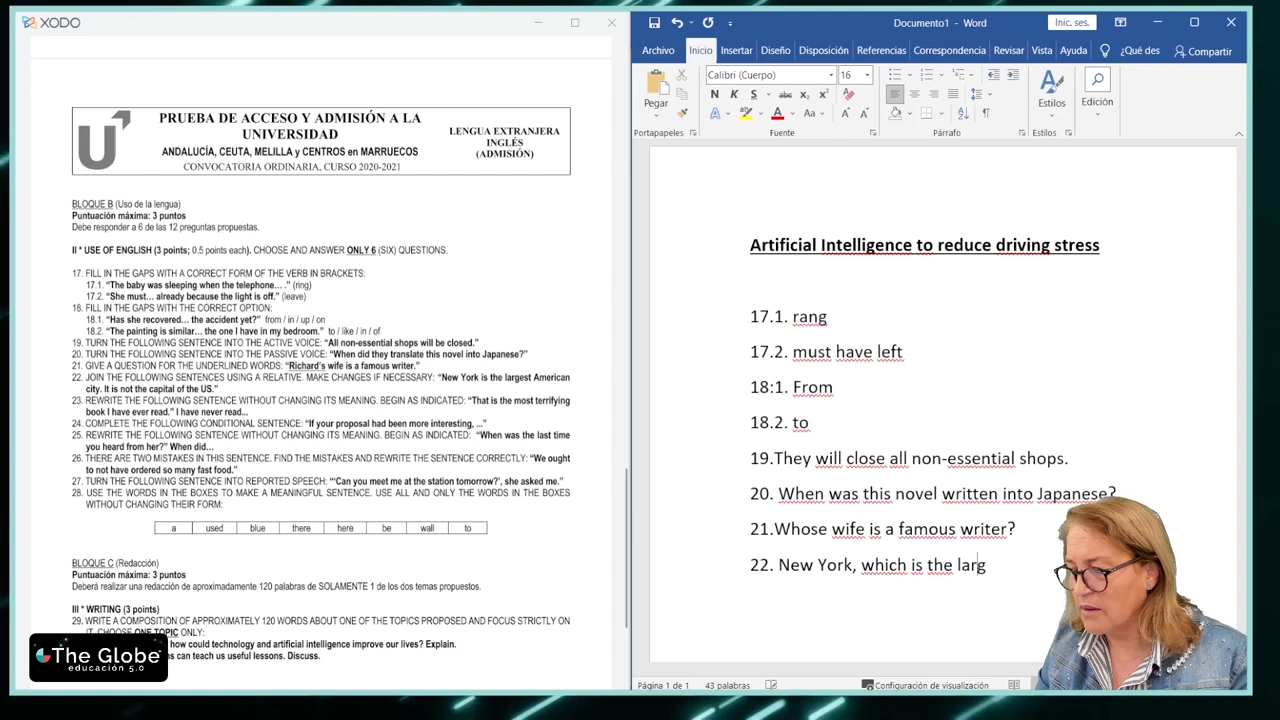 XODO
PRUEBA DE ACCESO Y ADMISIÓN A LA
UNIVERSIDAD
ANDALUCÍA, CEUTA, MELILLA y CENTROS en MARRUECOS
CONVOCATORIA ORDINARIA, CURSO 2020-2021
LENGUA EXTRANJERA
INGLÉS
(ADMISIÓN)
BLOQUE B (Uso de la lengua)
Puntuación máxima: 3 puntos
Debe responder a 6 de las 12 preguntas propuestas.
II * USE OF ENGLISH (3 points; 0.5 points each). CHOOSE AND ANSWER ONLY 6 (SIX) QUESTIONS.
17. FILL IN THE GAPS WITH A CORRECT FORM OF THE VERB IN BRACKETS:
17.1. “The baby was sleeping when the telephone… .” (ring)
17.2. “She must… already because the light is off.” (leave)
18. FILL IN THE GAPS WITH THE CORRECT OPTION:
18.1. “Has she recovered… the accident yet?” from / in / up / on
18.2. “The painting is similar… the one I have in my bedroom.” to / like / in / of
19. TURN THE FOLLOWING SENTENCE INTO THE ACTIVE VOICE: “All non-essential shops will be closed.”
20. TURN THE FOLLOWING SENTENCE INTO THE PASSIVE VOICE: “When did they translate this novel into Japanese?”
21. GIVE A QUESTION FOR THE UNDERLINED WORDS: “Richard’s wife is a famous writer.”
22. JOIN THE FOLLOWING SENTENCES USING A RELATIVE. MAKE CHANGES IF NECESSARY: “New York is the largest American
city. It is not the capital of the US.”
23. REWRITE THE FOLLOWING SENTENCE WITHOUT CHANGING ITS MEANING. BEGIN AS INDICATED: “That is the most terrifying
book I have ever read.” I have never read...
24. COMPLETE THE FOLLOWING CONDITIONAL SENTENCE: “If your proposal had been more interesting, ...”
25. REWRITE THE FOLLOWING SENTENCE WITHOUT CHANGING ITS MEANING. BEGIN AS INDICATED: “When was the last time
you heard from her?” When did…
26. THERE ARE TWO MISTAKES IN THIS SENTENCE. FIND THE MISTAKES AND REWRITE THE SENTENCE CORRECTLY: “We ought
to not have ordered so many fast food.”
27. TURN THE FOLLOWING SENTENCE INTO REPORTED SPEECH: “‘Can you meet me at the station tomorrow?’, she asked me.”
28. USE THE WORDS IN THE BOXES TO MAKE A MEANINGFUL SENTENCE. USE ALL AND ONLY THE WORDS IN THE BOXES
WITHOUT CHANGING THEIR FORM:
a used blue there here be wall to
BLOQUE C (Redacción)
Puntuación máxima: 3 puntos
Deberá realizar una redacción de aproximadamente 120 palabras de SOLAMENTE 1 de los dos temas propuestos.
III * WRITING (3 points)
29. WRITE A COMPOSITION OF APPROXIMATELY 120 WORDS ABOUT ONE OF THE TOPICS PROPOSED AND FOCUS STRICTLY ON
IT. CHOOSE ONE TOPIC ONLY:
how could technology and artificial intelligence improve our lives? Explain.
can teach us useful lessons. Discuss.
The Globe
educación 5.0
Documento1 - Word
Inic. ses.
Archivo Inicio Insertar Diseño Disposición Referencias Correspondencia Revisar Vista Ayuda ¿Qué des Compartir
Calibri (Cuerpo) 16
N K S abc x₂ x²
A A Aa A A
Pegar
Estilos
Edición
Portapapeles Fuente Párrafo Estilos
Artificial Intelligence to reduce driving stress
17.1. rang
17.2. must have left
18:1. From
18.2. to
19.They will close all non-essential shops.
20. When was this novel written into Japanese?
21.Whose wife is a famous writer?
22. New York, which is the larg
Página 1 de 1 43 palabras Configuración de visualización